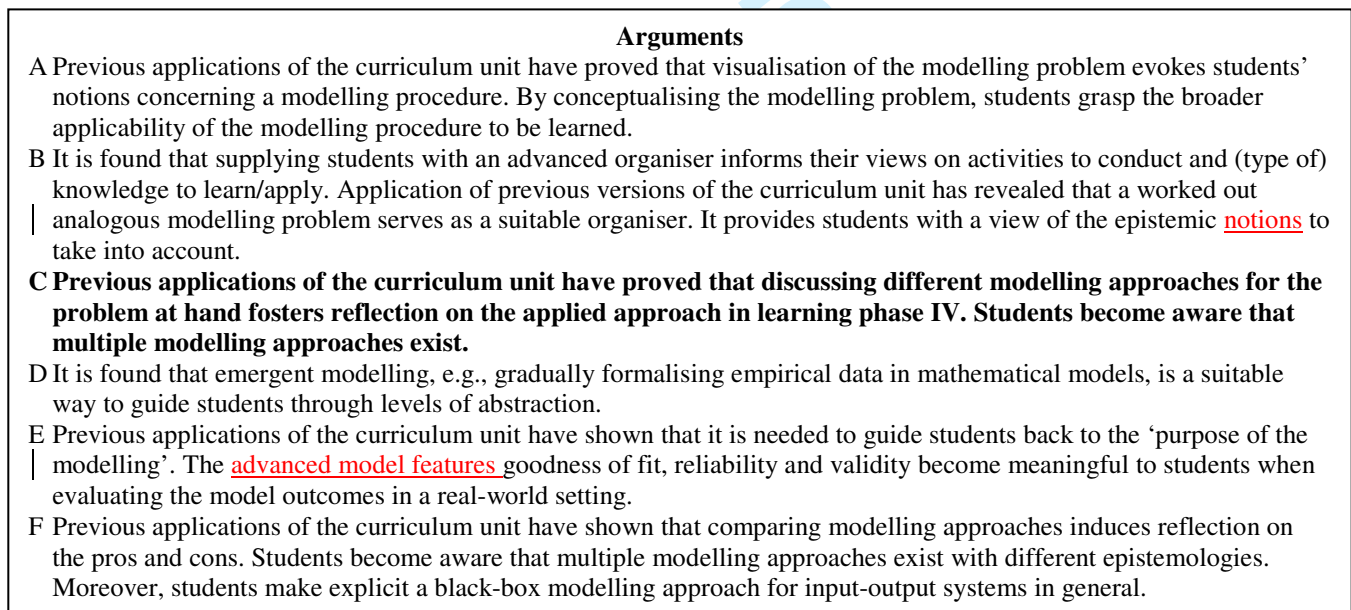 Arguments
A Previous applications of the curriculum unit have proved that visualisation of the modelling problem evokes students’
notions concerning a modelling procedure. By conceptualising the modelling problem, students grasp the broader
applicability of the modelling procedure to be learned.
B It is found that supplying students with an advanced organiser informs their views on activities to conduct and (type of)
knowledge to learn/apply. Application of previous versions of the curriculum unit has revealed that a worked out
analogous modelling problem serves as a suitable organiser. It provides students with a view of the epistemic notions to
take into account.
C Previous applications of the curriculum unit have proved that discussing different modelling approaches for the
problem at hand fosters reflection on the applied approach in learning phase IV. Students become aware that
multiple modelling approaches exist.
D It is found that emergent modelling, e.g., gradually formalising empirical data in mathematical models, is a suitable
way to guide students through levels of abstraction.
E Previous applications of the curriculum unit have shown that it is needed to guide students back to the ‘purpose of the
modelling’. The advanced model features goodness of fit, reliability and validity become meaningful to students when
evaluating the model outcomes in a real-world setting.
F Previous applications of the curriculum unit have shown that comparing modelling approaches induces reflection on
the pros and cons. Students become aware that multiple modelling approaches exist with different epistemologies.
Moreover, students make explicit a black-box modelling approach for input-output systems in general.